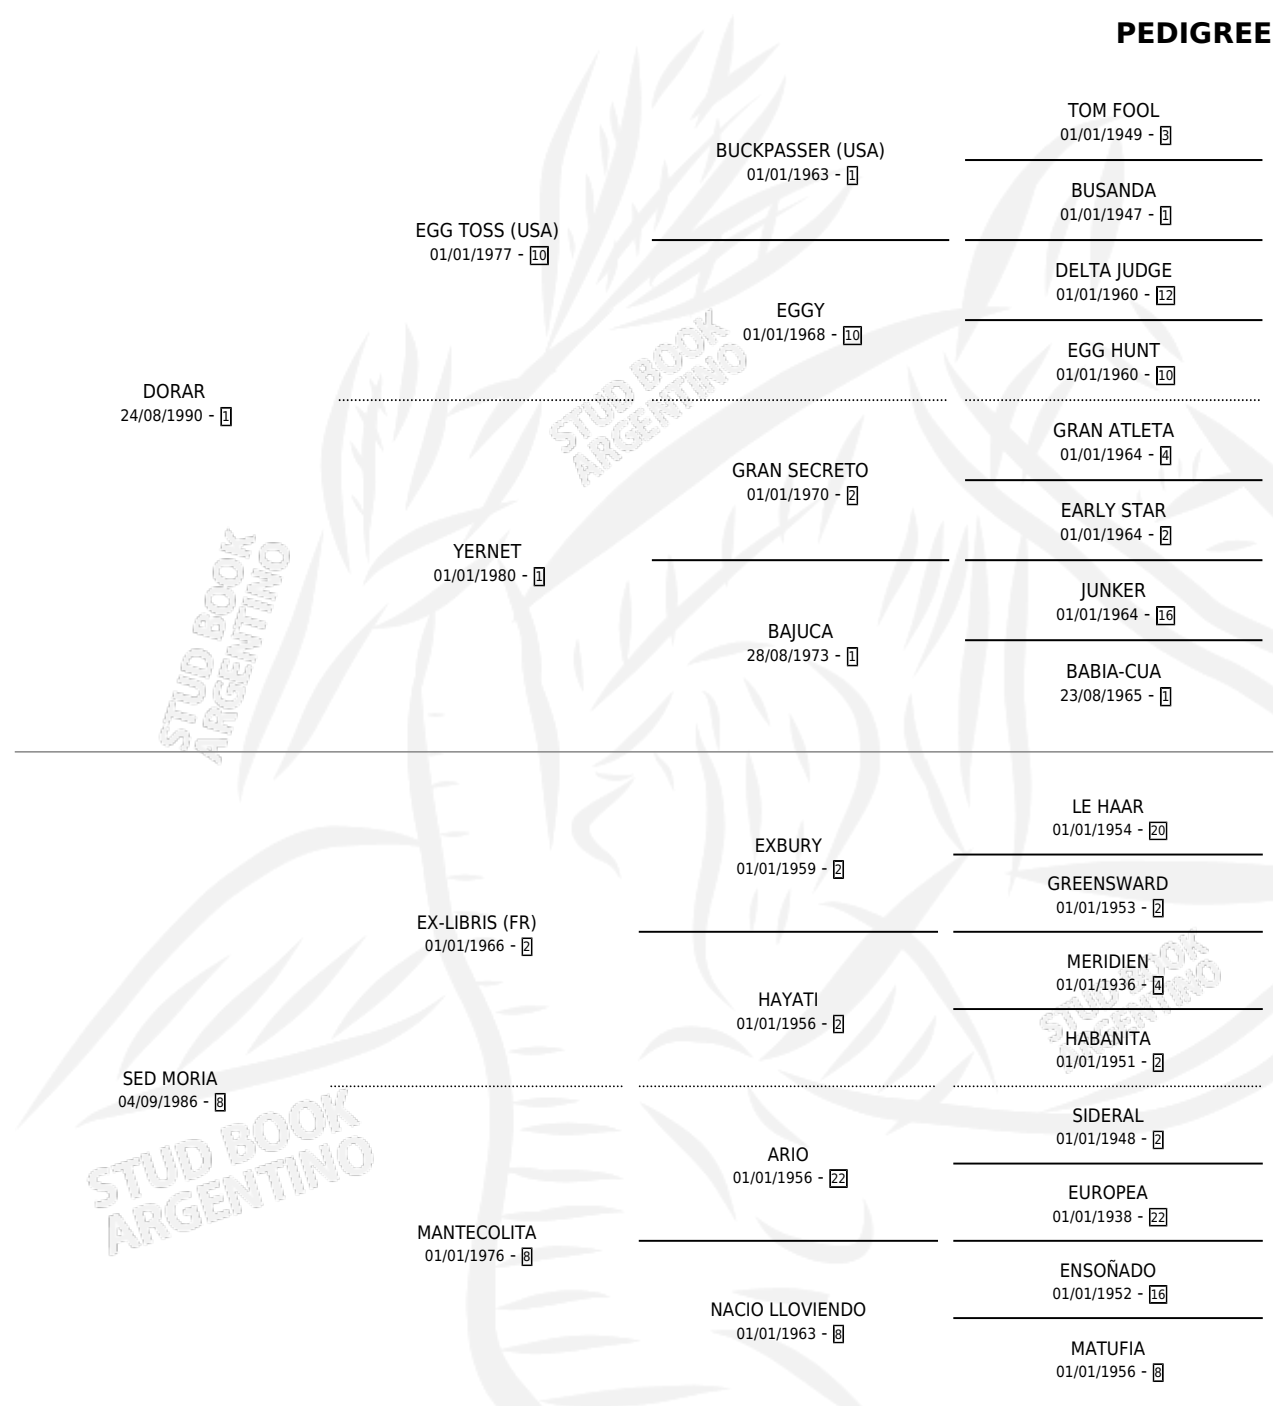 PEDIGREE
TOM FOOL
01/01/1949 - 3
BUCKPASSER (USA)
01/01/1963 - 1
BUSANDA
01/01/1947 - 1
EGG TOSS (USA)
01/01/1977 - 10
DELTA JUDGE
01/01/1960 - 12
EGGY
01/01/1968 - 10
STUD BOOK
ARGENTINO
EGG HUNT
01/01/1960 - 10
DORAR
24/08/1990 - 1
GRAN ATLETA
01/01/1964 - 4
GRAN SECRETO
01/01/1970 - 2
EARLY STAR
01/01/1964 - 2
YERNET
01/01/1980 - 1
JUNKER
01/01/1964 - 16
STUD BOOK
ARGENTINO
BAJUCA
28/08/1973 - 1
BABIA-CUA
23/08/1965 - 1
LE HAAR
01/01/1954 - 20
EXBURY
01/01/1959 - 2
GREENSWARD
01/01/1953 - 2
EX-LIBRIS (FR)
01/01/1966 - 2
MERIDIEN
01/01/1936 - 4
STUD BOOK
ARGENTINO
HAYATI
01/01/1956 - 2
HABANITA
01/01/1951 - 2
SED MORIA
04/09/1986 - 8
STUD BOOK
ARGENTINO
SIDERAL
01/01/1948 - 2
ARIO
01/01/1956 - 22
EUROPEA
01/01/1938 - 22
MANTECOLITA
01/01/1976 - 8
ENSOÑADO
01/01/1952 - 16
NACIO LLOVIENDO
01/01/1963 - 8
MATUFIA
01/01/1956 - 8